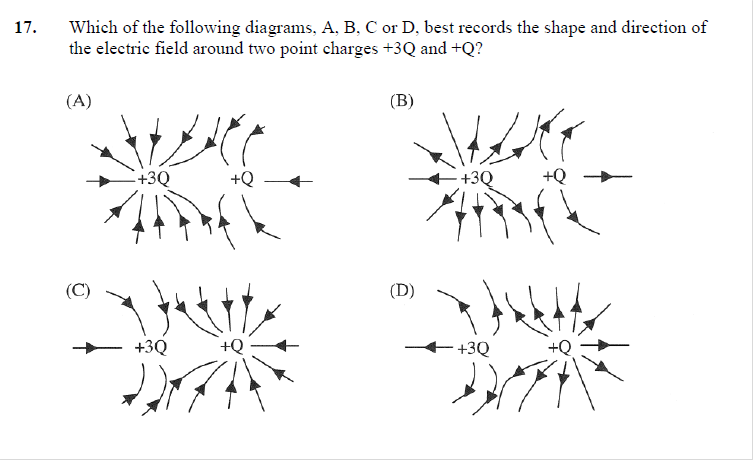 17. Which of the following diagrams, A, B, C or D, best records the shape and direction of
the electric field around two point charges +3Q and +Q?
(A) (B)
+3Q +Q +3Q +Q
(C) (D)
+3Q +Q +3Q +Q